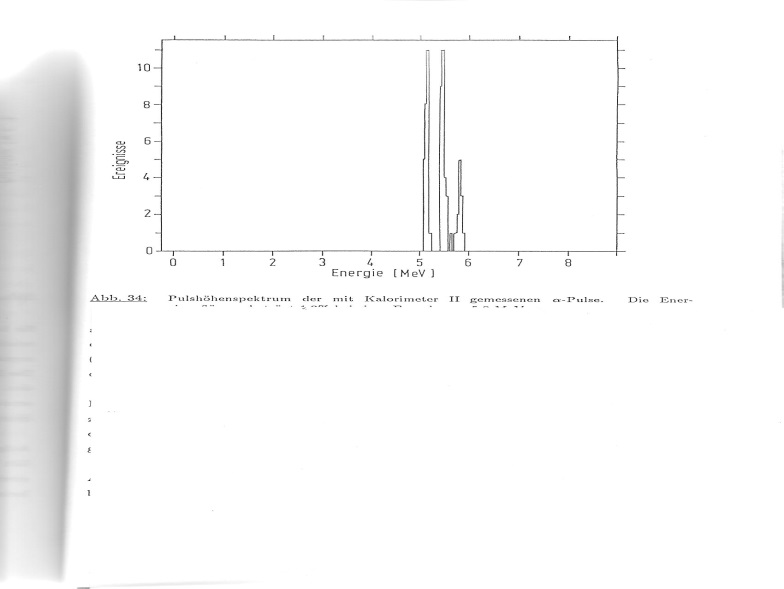 10
8
6
4
2
0
Ereignisse
0 1 2 3 4 5 6 7 8
Energie [MeV]
Abb. 34: Pulshöhenspektrum der mit Kalorimeter II gemessenen α-Pulse. Die Ener-